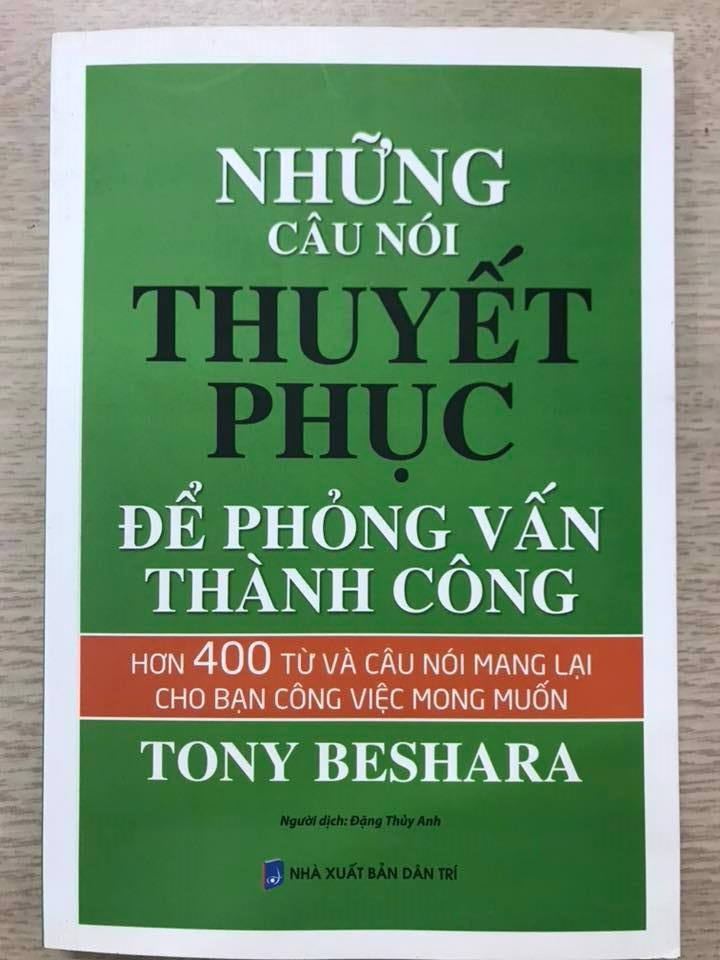 NHỮNG
CÂU NÓI
THUYẾT
PHỤC
ĐỂ PHỎNG VẤN
THÀNH CÔNG
HƠN 400 TỪ VÀ CÂU NÓI MANG LẠI
CHO BẠN CÔNG VIỆC MONG MUỐN
TONY BESHARA
Người dịch: Đặng Thủy Anh
NHÀ XUẤT BẢN DÂN TRÍ